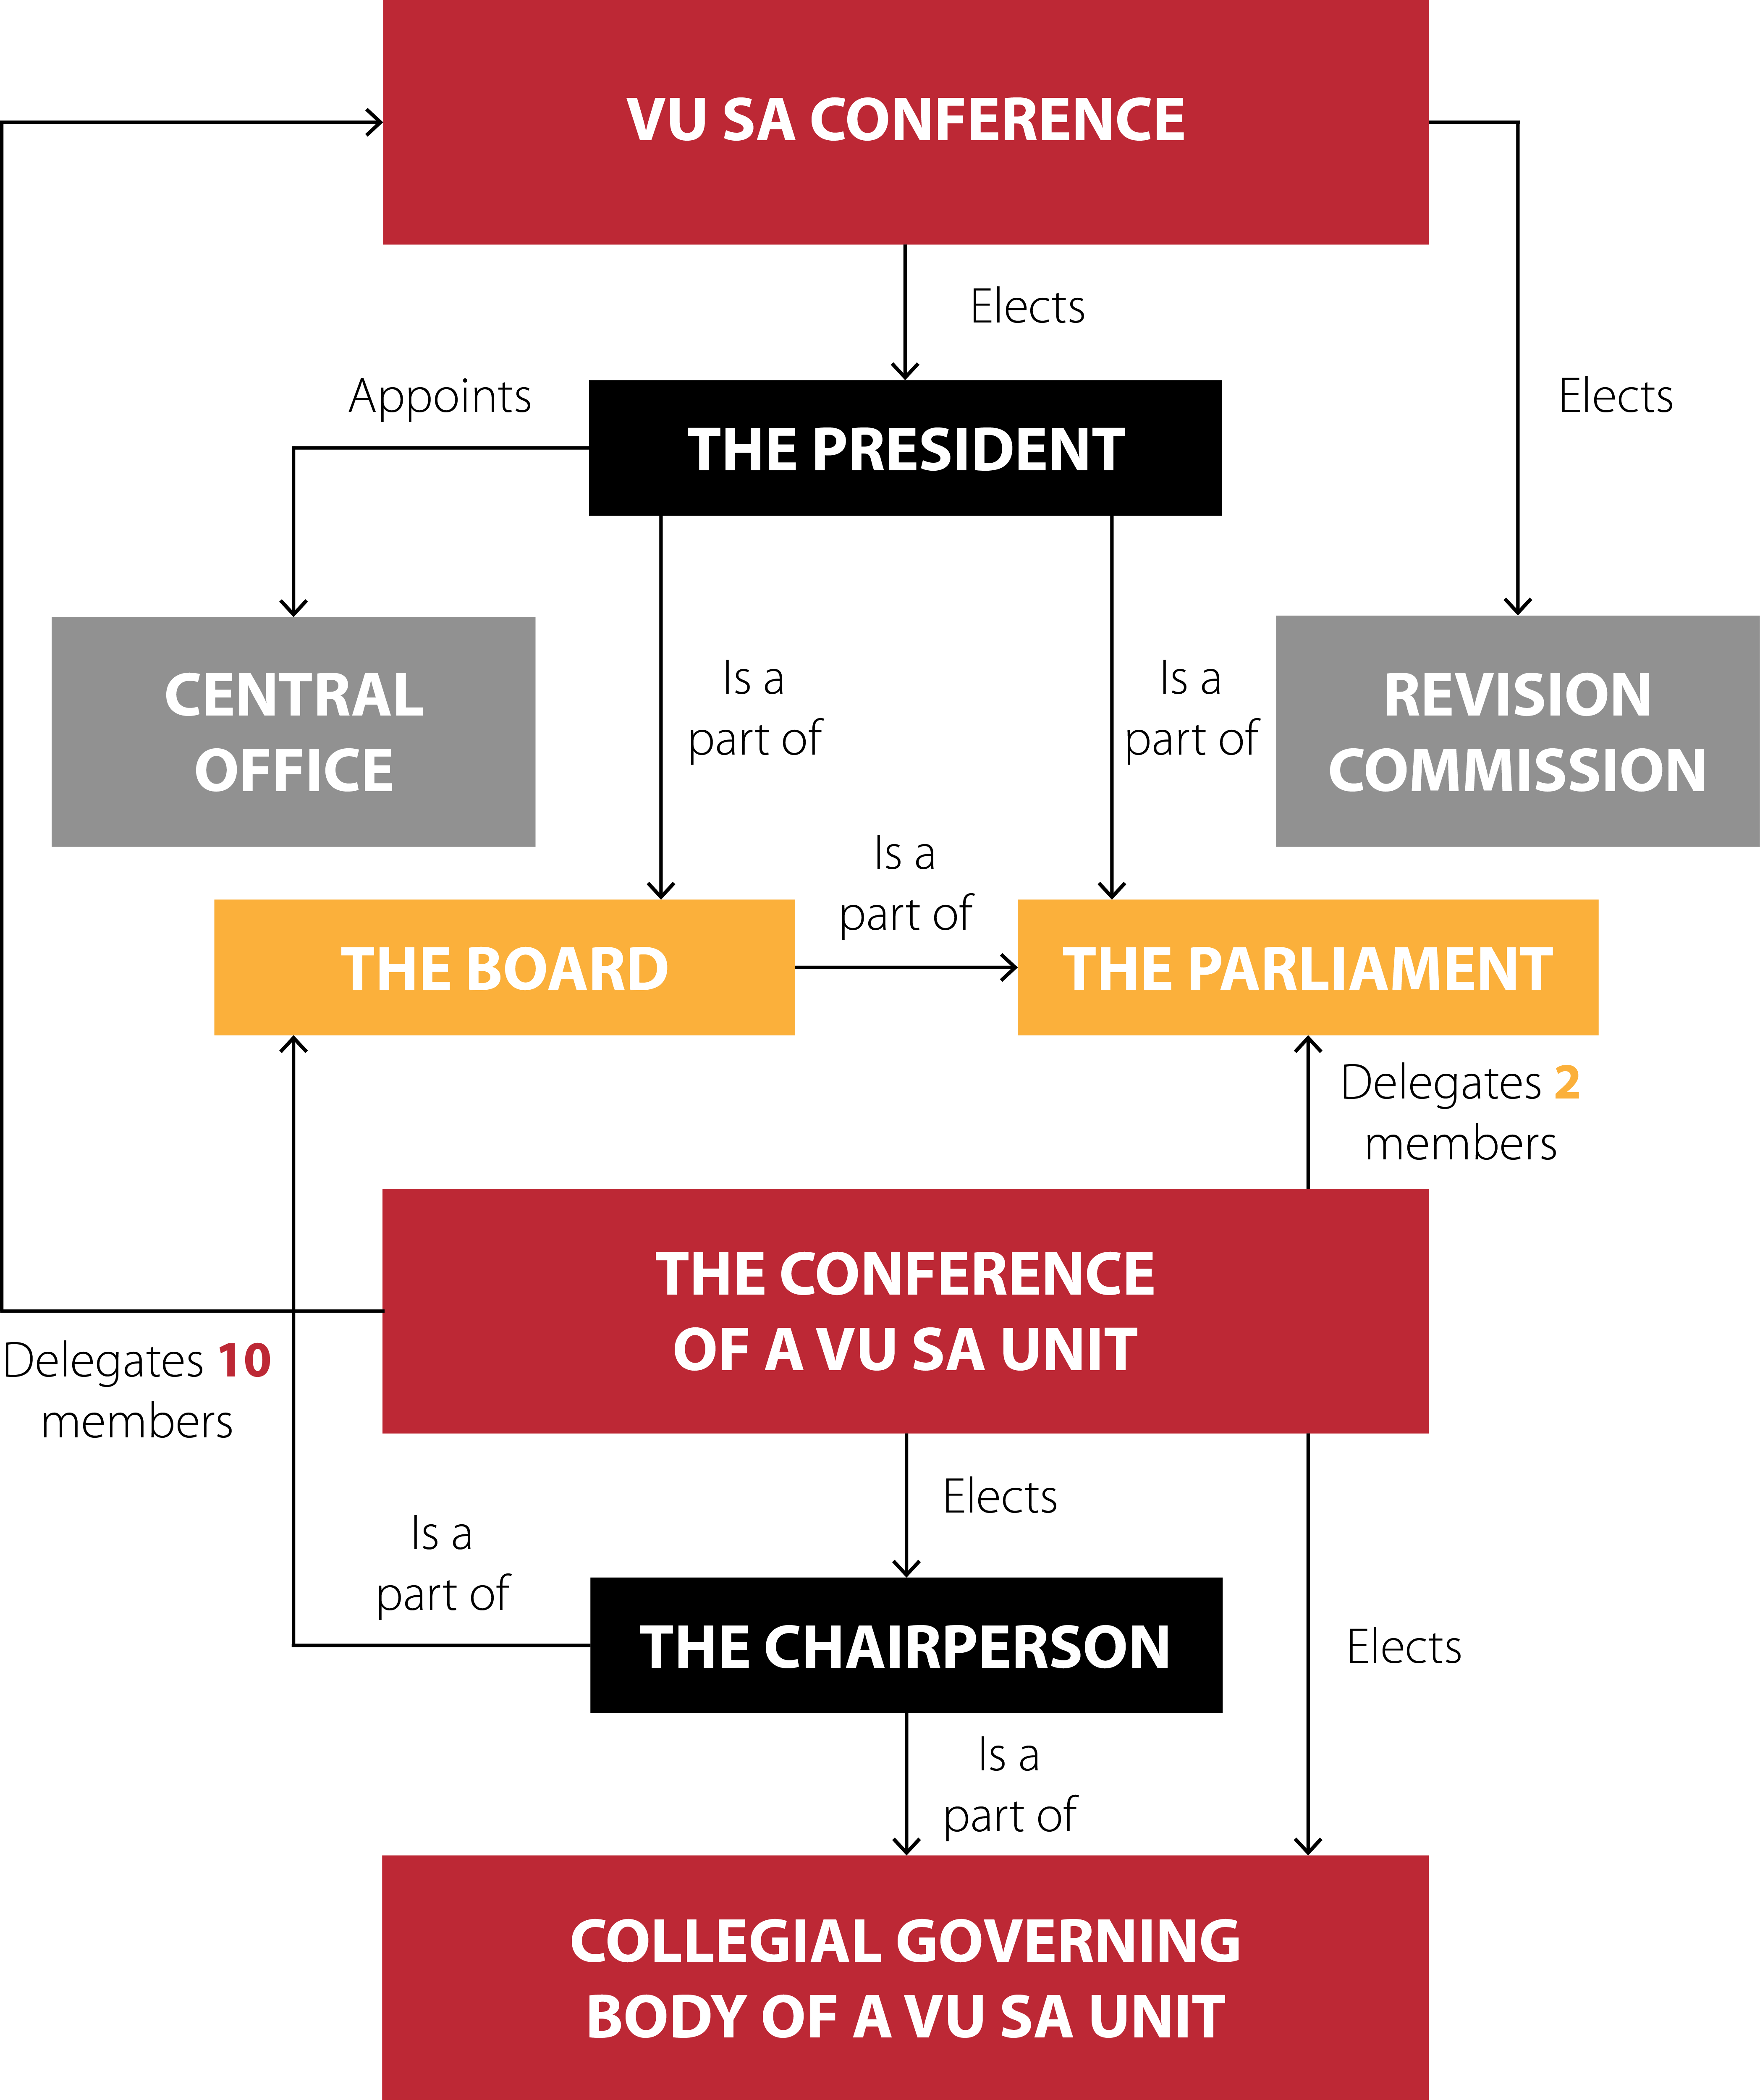 VU SA CONFERENCE
Elects
Appoints
Elects
THE PRESIDENT
CENTRAL
OFFICE
Is a
part of
Is a
part of
REVISION
COMMISSION
Is a
part of
THE BOARD
THE PARLIAMENT
Delegates 2
members
THE CONFERENCE
OF A VU SA UNIT
Delegates 10
members
Elects
Is a
part of
THE CHAIRPERSON
Elects
Is a
part of
COLLEGIAL GOVERNING
BODY OF A VU SA UNIT